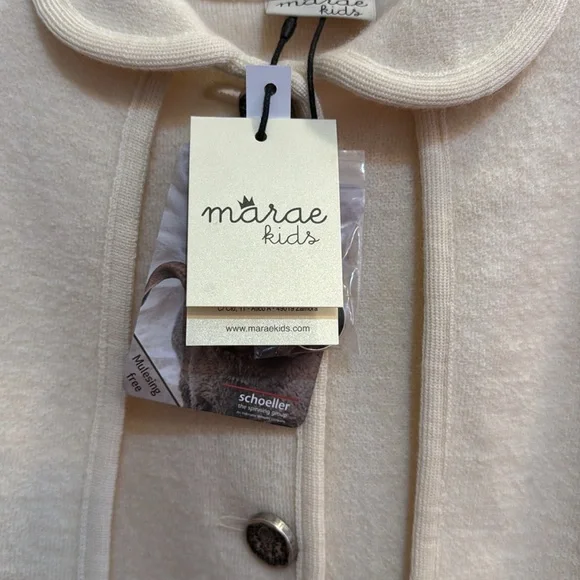 marae
kids
marae
kids
www.maraekids.com
Mulesing
free
schoeller
the spinning group